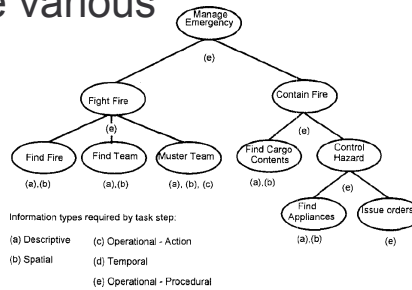 e various
Manage
Emergency
(e)
Fight Fire
Contain Fire
(e)
(e)
Find Fire
Find Team
Muster Team
Find Cargo
Contents
Control
Hazard
(a),(b)
(a),(b)
(a), (b), (c)
(a),(b)
(e)
Find
Appliances
Issue orders
(a),(b)
(e)
Information types required by task step:
(a) Descriptive
(c) Operational - Action
(b) Spatial
(d) Temporal
(e) Operational - Procedural